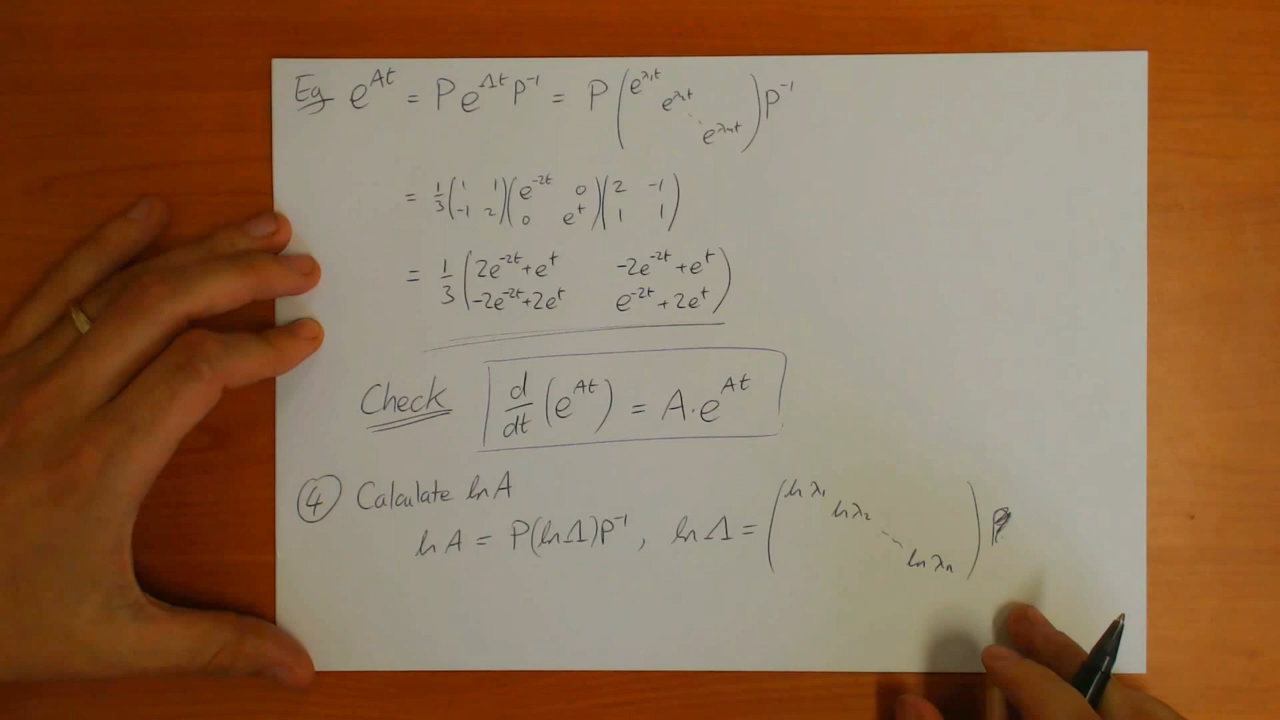 Eg e^{At} = P e^{Λt} P^{-1} = P ( e^{λ₁t} e^{λ₂t} ⋱ e^{λₙt} ) P^{-1}
= 1/3 ( 1 1 ; -1 2 ) ( e^{-2t} 0 ; 0 e^{t} ) ( 2 -1 ; 1 1 )
= 1/3 ( 2e^{-2t}+e^{t} -2e^{-2t}+e^{t} ; -2e^{-2t}+2e^{t} e^{-2t}+2e^{t} )
Check d/dt (e^{At}) = A·e^{At}
④ Calculate ln A
ln A = P(ln Λ)P^{-1}, ln Λ = ( ln λ₁ ln λ₂ ⋱ ln λₙ )